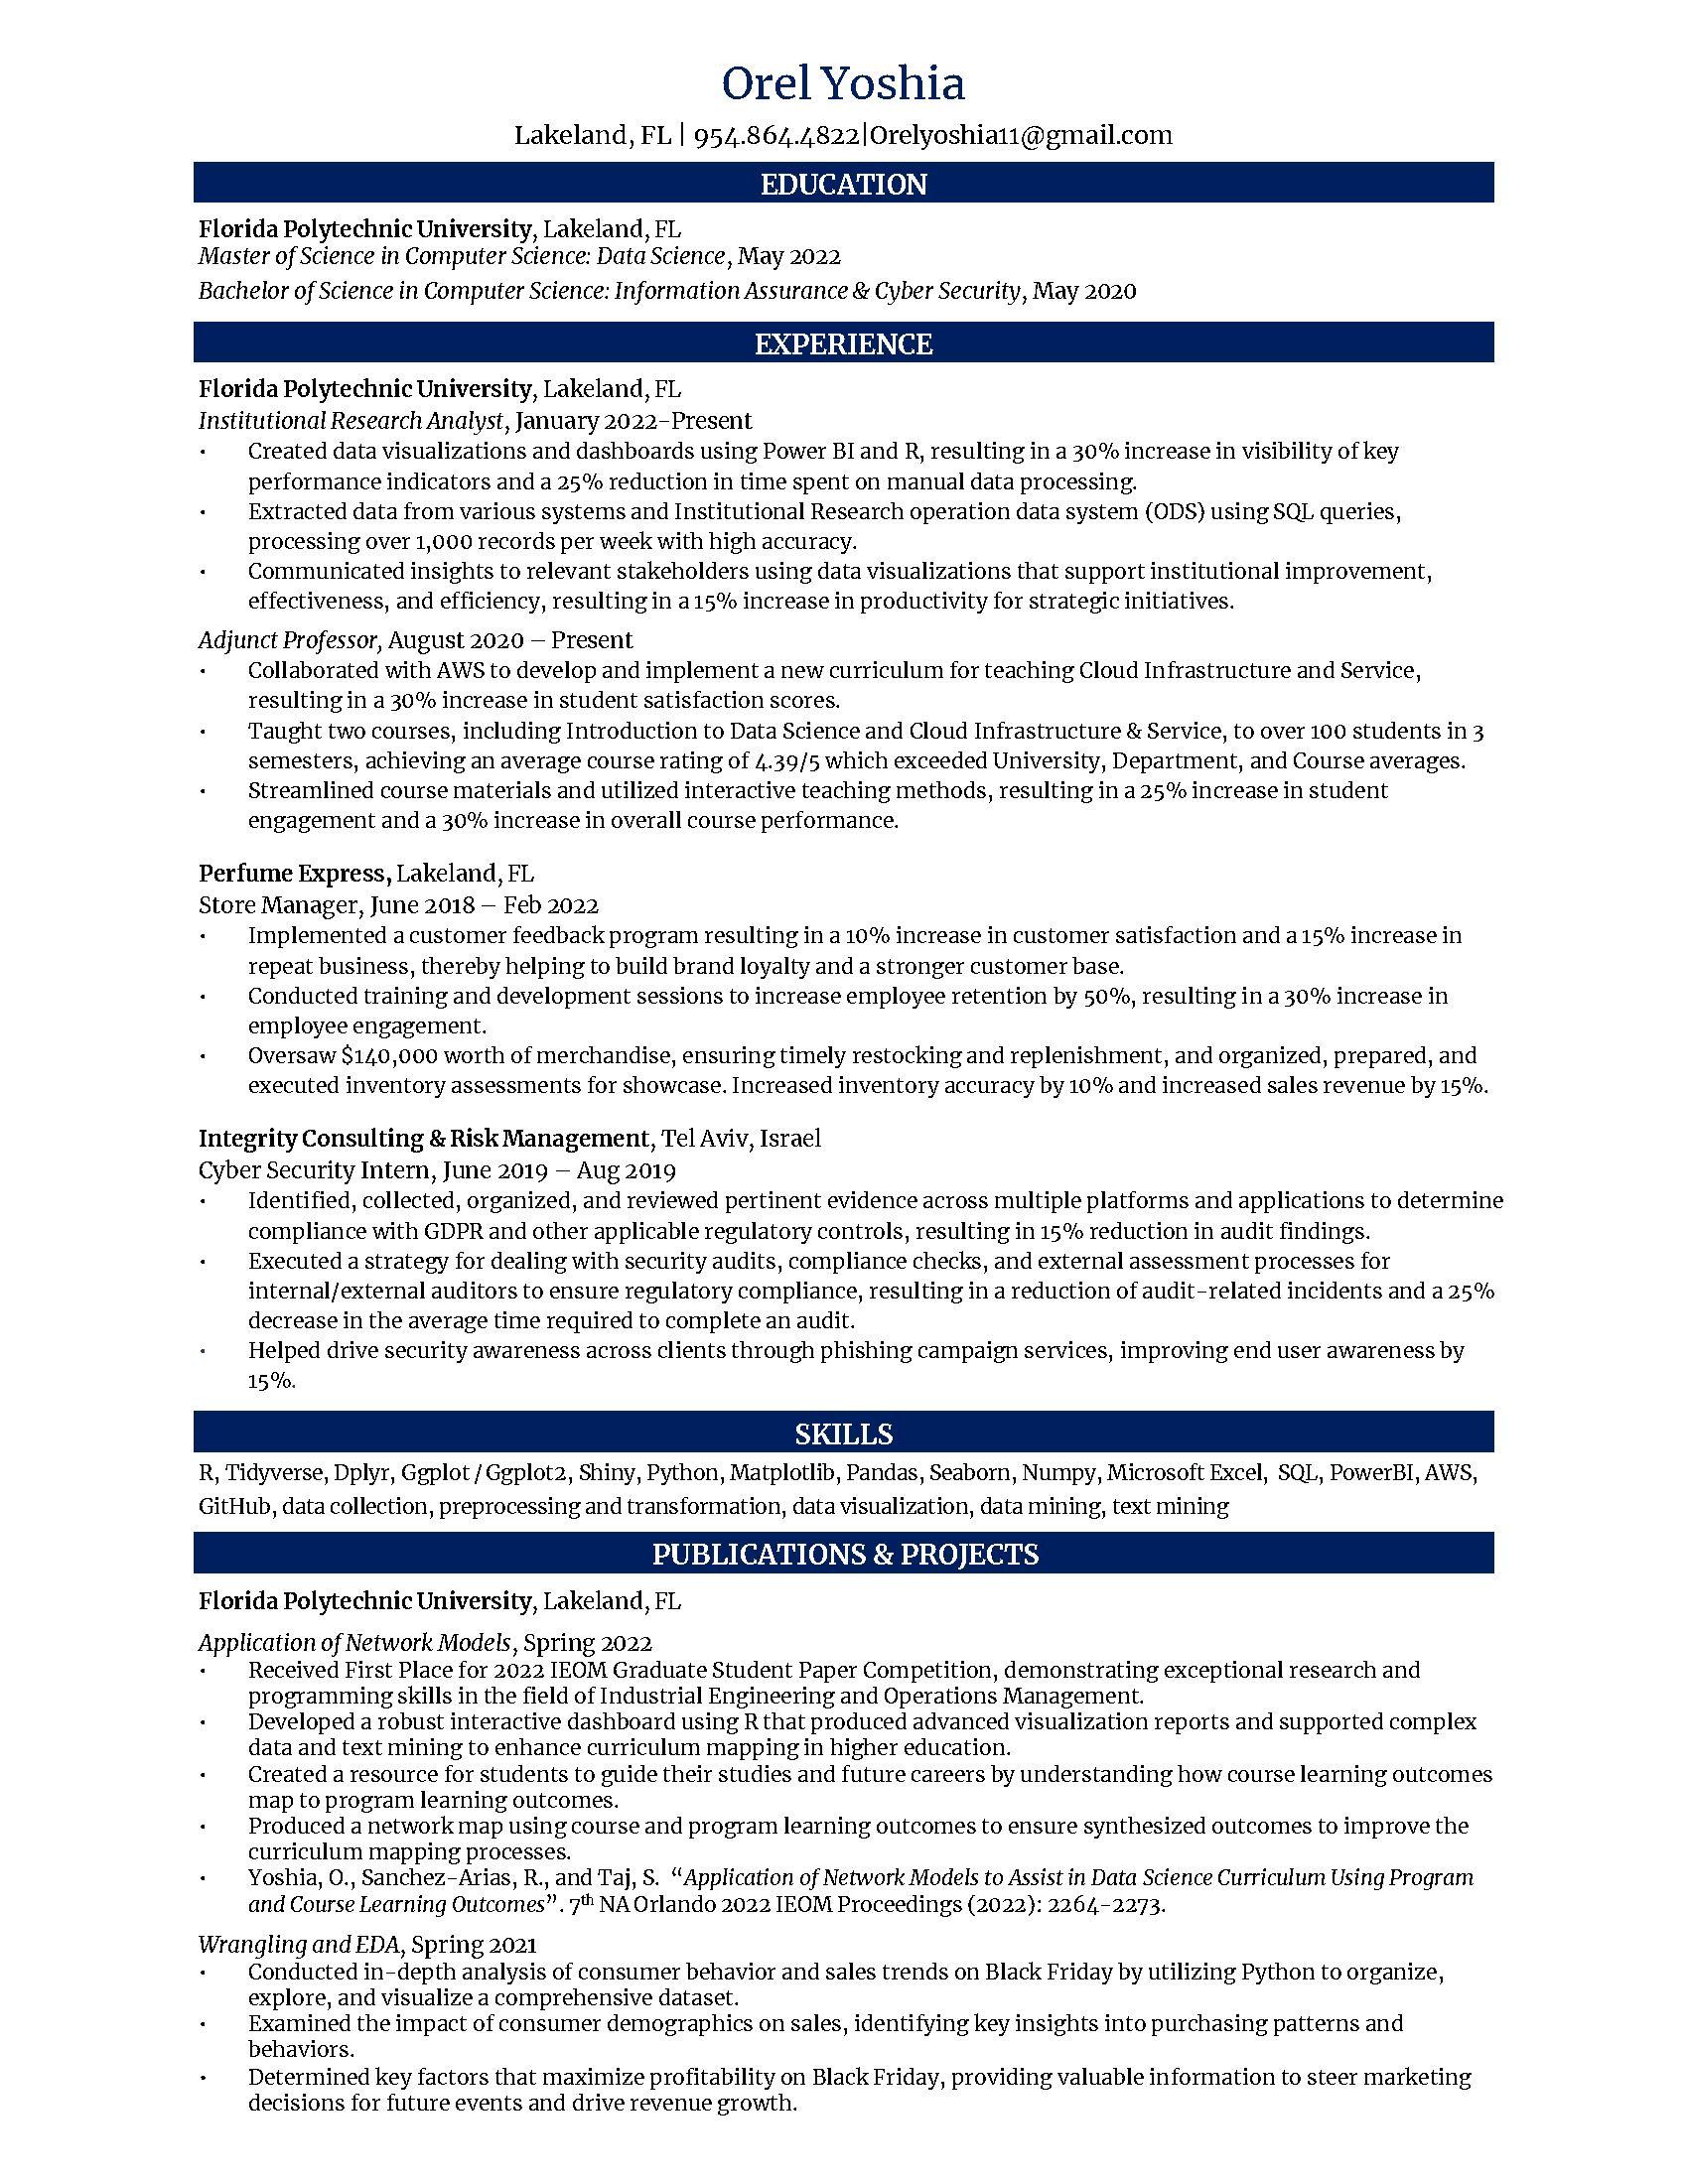 Orel Yoshia
Lakeland, FL | 954.864.4822|Orelyoshia11@gmail.com
EDUCATION
Florida Polytechnic University, Lakeland, FL
Master of Science in Computer Science: Data Science, May 2022
Bachelor of Science in Computer Science: Information Assurance & Cyber Security, May 2020
EXPERIENCE
Florida Polytechnic University, Lakeland, FL
Institutional Research Analyst, January 2022-Present
• Created data visualizations and dashboards using Power BI and R, resulting in a 30% increase in visibility of key
performance indicators and a 25% reduction in time spent on manual data processing.
• Extracted data from various systems and Institutional Research operation data system (ODS) using SQL queries,
processing over 1,000 records per week with high accuracy.
• Communicated insights to relevant stakeholders using data visualizations that support institutional improvement,
effectiveness, and efficiency, resulting in a 15% increase in productivity for strategic initiatives.
Adjunct Professor, August 2020 – Present
• Collaborated with AWS to develop and implement a new curriculum for teaching Cloud Infrastructure and Service,
resulting in a 30% increase in student satisfaction scores.
• Taught two courses, including Introduction to Data Science and Cloud Infrastructure & Service, to over 100 students in 3
semesters, achieving an average course rating of 4.39/5 which exceeded University, Department, and Course averages.
• Streamlined course materials and utilized interactive teaching methods, resulting in a 25% increase in student
engagement and a 30% increase in overall course performance.
Perfume Express, Lakeland, FL
Store Manager, June 2018 – Feb 2022
• Implemented a customer feedback program resulting in a 10% increase in customer satisfaction and a 15% increase in
repeat business, thereby helping to build brand loyalty and a stronger customer base.
• Conducted training and development sessions to increase employee retention by 50%, resulting in a 30% increase in
employee engagement.
• Oversaw $140,000 worth of merchandise, ensuring timely restocking and replenishment, and organized, prepared, and
executed inventory assessments for showcase. Increased inventory accuracy by 10% and increased sales revenue by 15%.
Integrity Consulting & Risk Management, Tel Aviv, Israel
Cyber Security Intern, June 2019 – Aug 2019
• Identified, collected, organized, and reviewed pertinent evidence across multiple platforms and applications to determine
compliance with GDPR and other applicable regulatory controls, resulting in 15% reduction in audit findings.
• Executed a strategy for dealing with security audits, compliance checks, and external assessment processes for
internal/external auditors to ensure regulatory compliance, resulting in a reduction of audit-related incidents and a 25%
decrease in the average time required to complete an audit.
• Helped drive security awareness across clients through phishing campaign services, improving end user awareness by
15%.
SKILLS
R, Tidyverse, Dplyr, Ggplot / Ggplot2, Shiny, Python, Matplotlib, Pandas, Seaborn, Numpy, Microsoft Excel, SQL, PowerBI, AWS,
GitHub, data collection, preprocessing and transformation, data visualization, data mining, text mining
PUBLICATIONS & PROJECTS
Florida Polytechnic University, Lakeland, FL
Application of Network Models, Spring 2022
• Received First Place for 2022 IEOM Graduate Student Paper Competition, demonstrating exceptional research and
programming skills in the field of Industrial Engineering and Operations Management.
• Developed a robust interactive dashboard using R that produced advanced visualization reports and supported complex
data and text mining to enhance curriculum mapping in higher education.
• Created a resource for students to guide their studies and future careers by understanding how course learning outcomes
map to program learning outcomes.
• Produced a network map using course and program learning outcomes to ensure synthesized outcomes to improve the
curriculum mapping processes.
• Yoshia, O., Sanchez-Arias, R., and Taj, S. “Application of Network Models to Assist in Data Science Curriculum Using Program
and Course Learning Outcomes”. 7th NA Orlando 2022 IEOM Proceedings (2022): 2264-2273.
Wrangling and EDA, Spring 2021
• Conducted in-depth analysis of consumer behavior and sales trends on Black Friday by utilizing Python to organize,
explore, and visualize a comprehensive dataset.
• Examined the impact of consumer demographics on sales, identifying key insights into purchasing patterns and
behaviors.
• Determined key factors that maximize profitability on Black Friday, providing valuable information to steer marketing
decisions for future events and drive revenue growth.